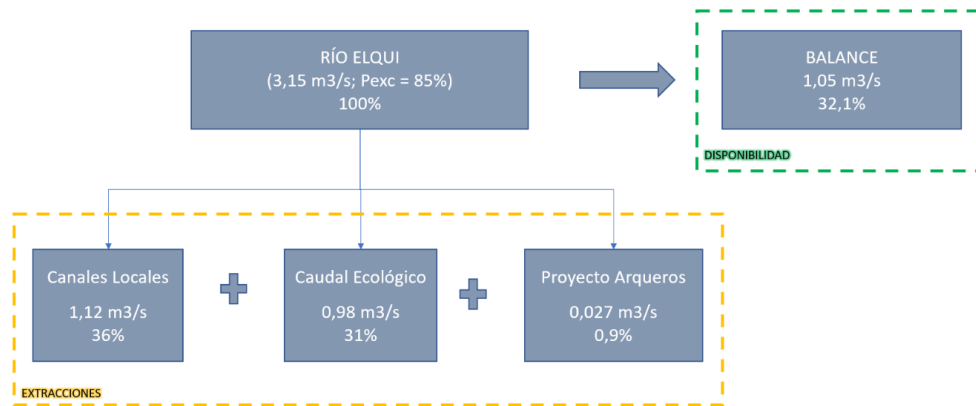 RÍO ELQUI
(3,15 m3/s; Pexc = 85%)
100%
BALANCE
1,05 m3/s
32,1%
DISPONIBILIDAD
Canales Locales
1,12 m3/s
36%
Caudal Ecológico
0,98 m3/s
31%
Proyecto Arqueros
0,027 m3/s
0,9%
EXTRACCIONES